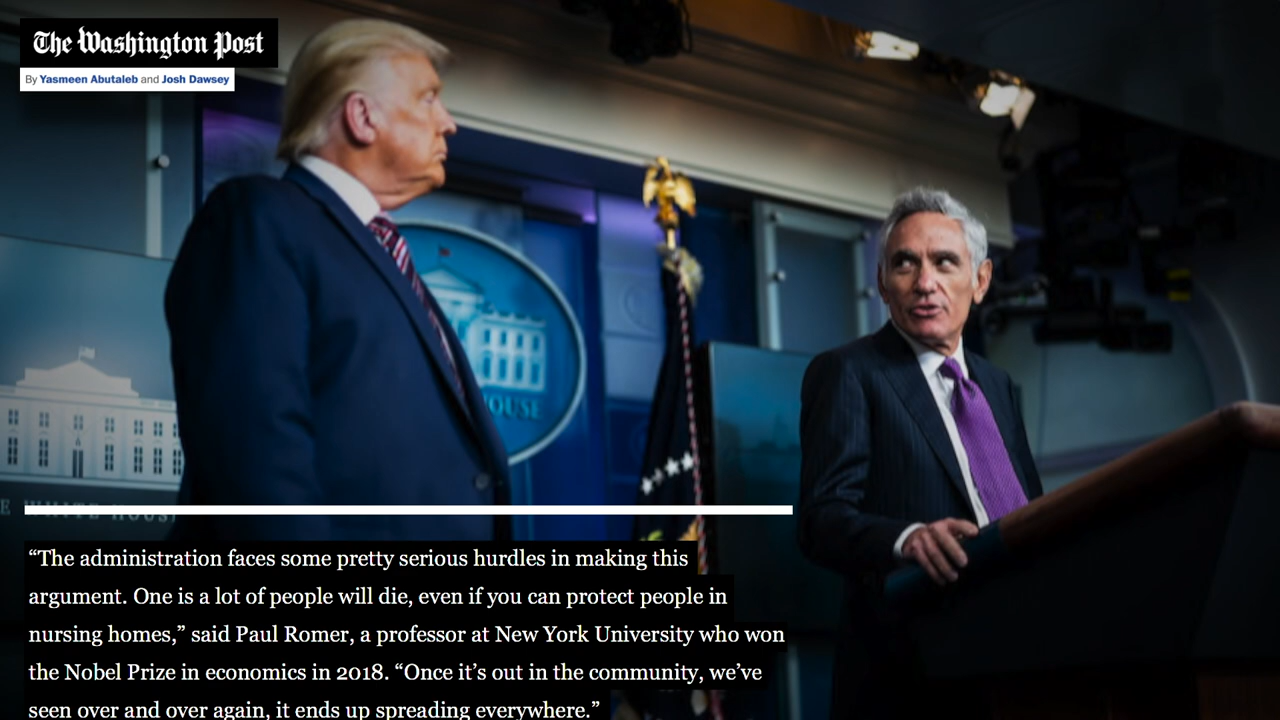 The Washington Post
By Yasmeen Abutaleb and Josh Dawsey
HOUSE
E WHITE HOUSE
“The administration faces some pretty serious hurdles in making this
argument. One is a lot of people will die, even if you can protect people in
nursing homes,” said Paul Romer, a professor at New York University who won
the Nobel Prize in economics in 2018. “Once it’s out in the community, we’ve
seen over and over again, it ends up spreading everywhere.”